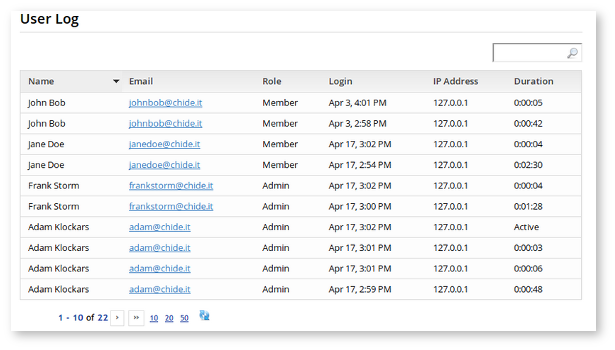 User Log
Name Email Role Login IP Address Duration
John Bob johnbob@chide.it Member Apr 3, 4:01 PM 127.0.0.1 0:00:05
John Bob johnbob@chide.it Member Apr 3, 2:58 PM 127.0.0.1 0:00:42
Jane Doe janedoe@chide.it Member Apr 17, 3:02 PM 127.0.0.1 0:00:04
Jane Doe janedoe@chide.it Member Apr 17, 2:54 PM 127.0.0.1 0:02:30
Frank Storm frankstorm@chide.it Admin Apr 17, 3:02 PM 127.0.0.1 0:00:04
Frank Storm frankstorm@chide.it Admin Apr 17, 3:00 PM 127.0.0.1 0:01:28
Adam Klockars adam@chide.it Admin Apr 17, 3:02 PM 127.0.0.1 Active
Adam Klockars adam@chide.it Admin Apr 17, 3:01 PM 127.0.0.1 0:00:03
Adam Klockars adam@chide.it Admin Apr 17, 3:01 PM 127.0.0.1 0:00:06
Adam Klockars adam@chide.it Admin Apr 17, 2:59 PM 127.0.0.1 0:00:48
1 - 10 of 22 › ›› 10 20 50